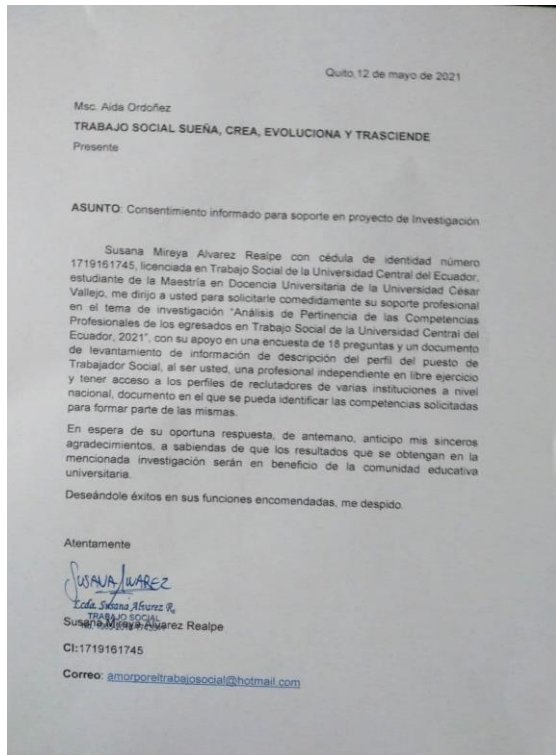 Quito,12 de mayo de 2021
Msc. Aida Ordoñez
TRABAJO SOCIAL SUEÑA, CREA, EVOLUCIONA Y TRASCIENDE
Presente
ASUNTO: Consentimiento informado para soporte en proyecto de Investigación
Susana Mireya Alvarez Realpe con cédula de identidad número
1719161745, licenciada en Trabajo Social de la Universidad Central del Ecuador,
estudiante de la Maestría en Docencia Universitaria de la Universidad César
Vallejo, me dirijo a usted para solicitarle comedidamente su soporte profesional
en el tema de investigación "Análisis de Pertinencia de las Competencias
Profesionales de los egresados en Trabajo Social de la Universidad Central del
Ecuador, 2021", con su apoyo en una encuesta de 18 preguntas y un documento
de levantamiento de información de descripción del perfil del puesto de
Trabajador Social, al ser usted, una profesional independiente en libre ejercicio
y tener acceso a los perfiles de reclutadores de varias instituciones a nivel
nacional, documento en el que se pueda identificar las competencias solicitadas
para formar parte de las mismas.
En espera de su oportuna respuesta, de antemano, anticipo mis sinceros
agradecimientos, a sabiendas de que los resultados que se obtengan en la
mencionada investigación serán en beneficio de la comunidad educativa
universitaria.
Deseándole éxitos en sus funciones encomendadas, me despido.
Atentamente
SUSANA ALVAREZ
Lcda. Susana Alvarez R.
TRABAJO SOCIAL
Susana Mireya Alvarez Realpe
CI:1719161745
Correo: amorporeltrabajosocial@hotmail.com